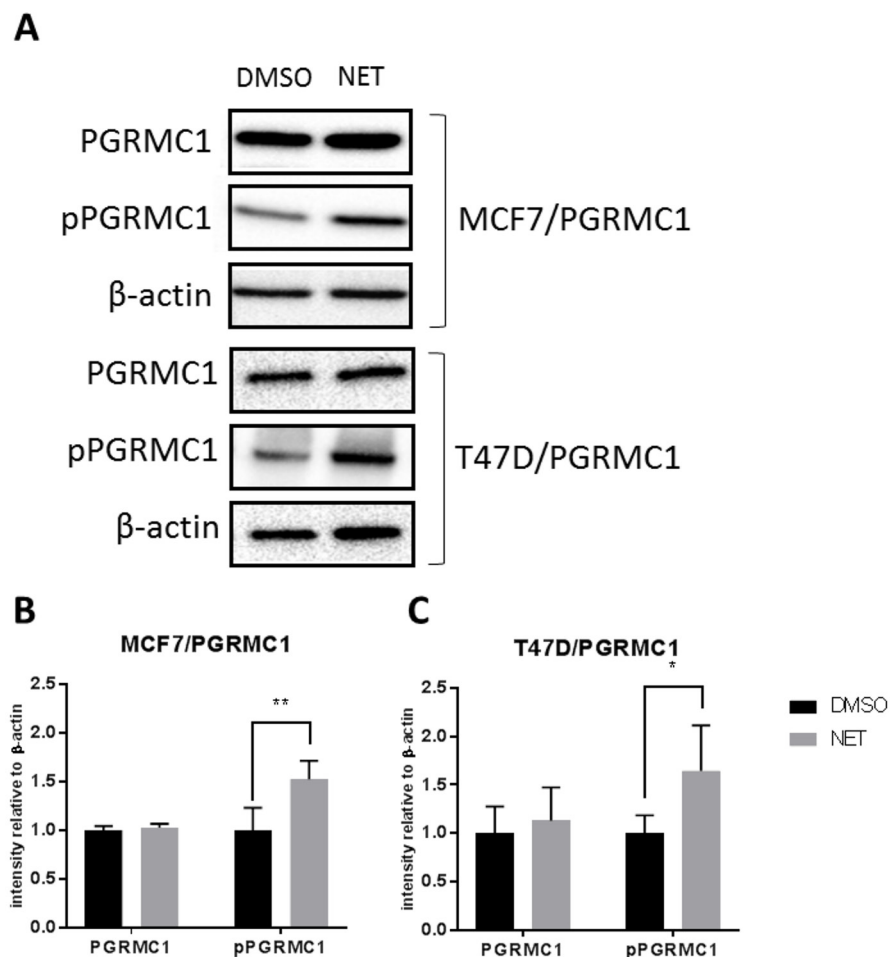 A
DMSO NET
PGRMC1
pPGRMC1
β-actin
MCF7/PGRMC1
PGRMC1
pPGRMC1
β-actin
T47D/PGRMC1
B
MCF7/PGRMC1
intensity relative to β-actin
2.5
2.0
1.5
1.0
0.5
0.0
**
PGRMC1 pPGRMC1
C
T47D/PGRMC1
intensity relative to β-actin
2.5
2.0
1.5
1.0
0.5
0.0
*
PGRMC1 pPGRMC1
DMSO
NET